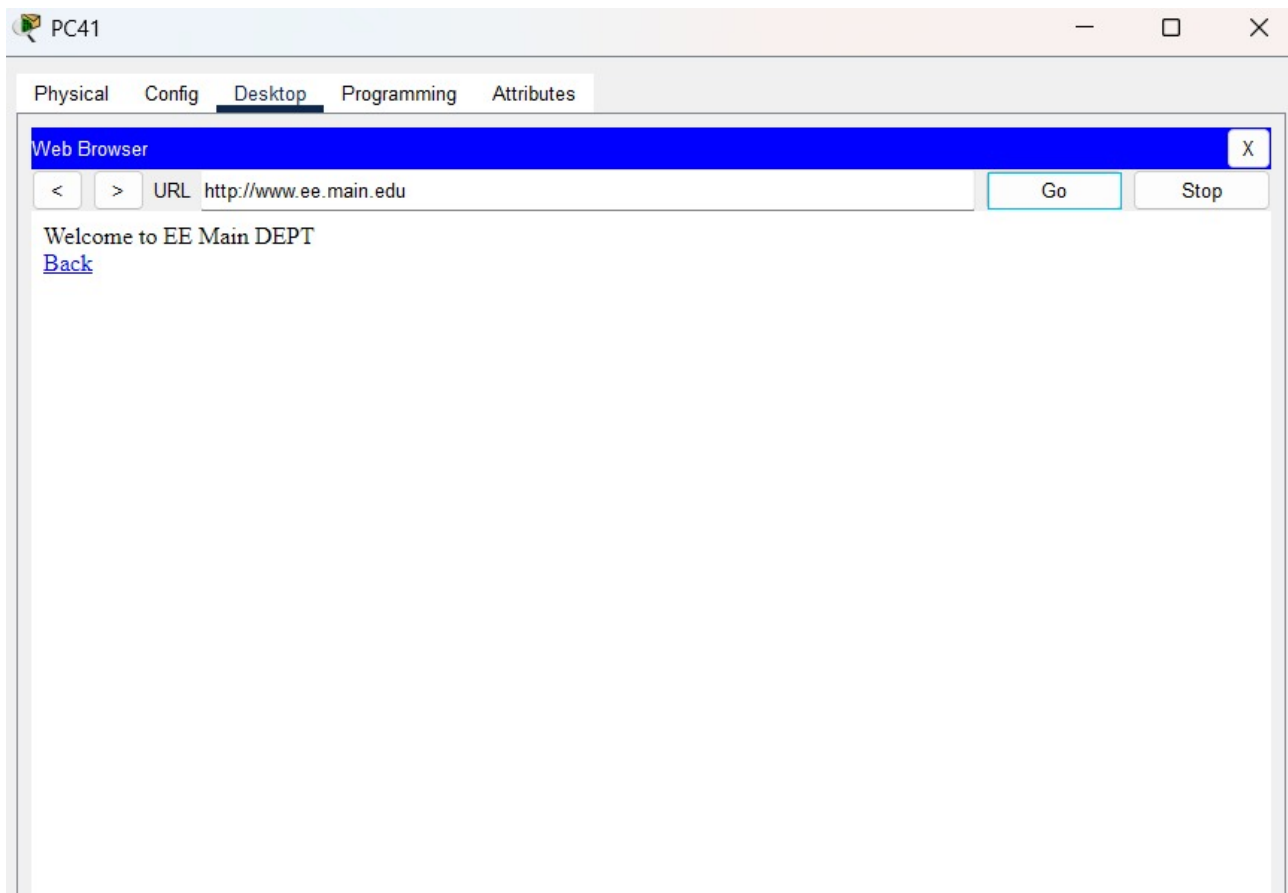 PC41
Physical Config Desktop Programming Attributes
Web Browser X
< > URL http://www.ee.main.edu Go Stop
Welcome to EE Main DEPT
Back